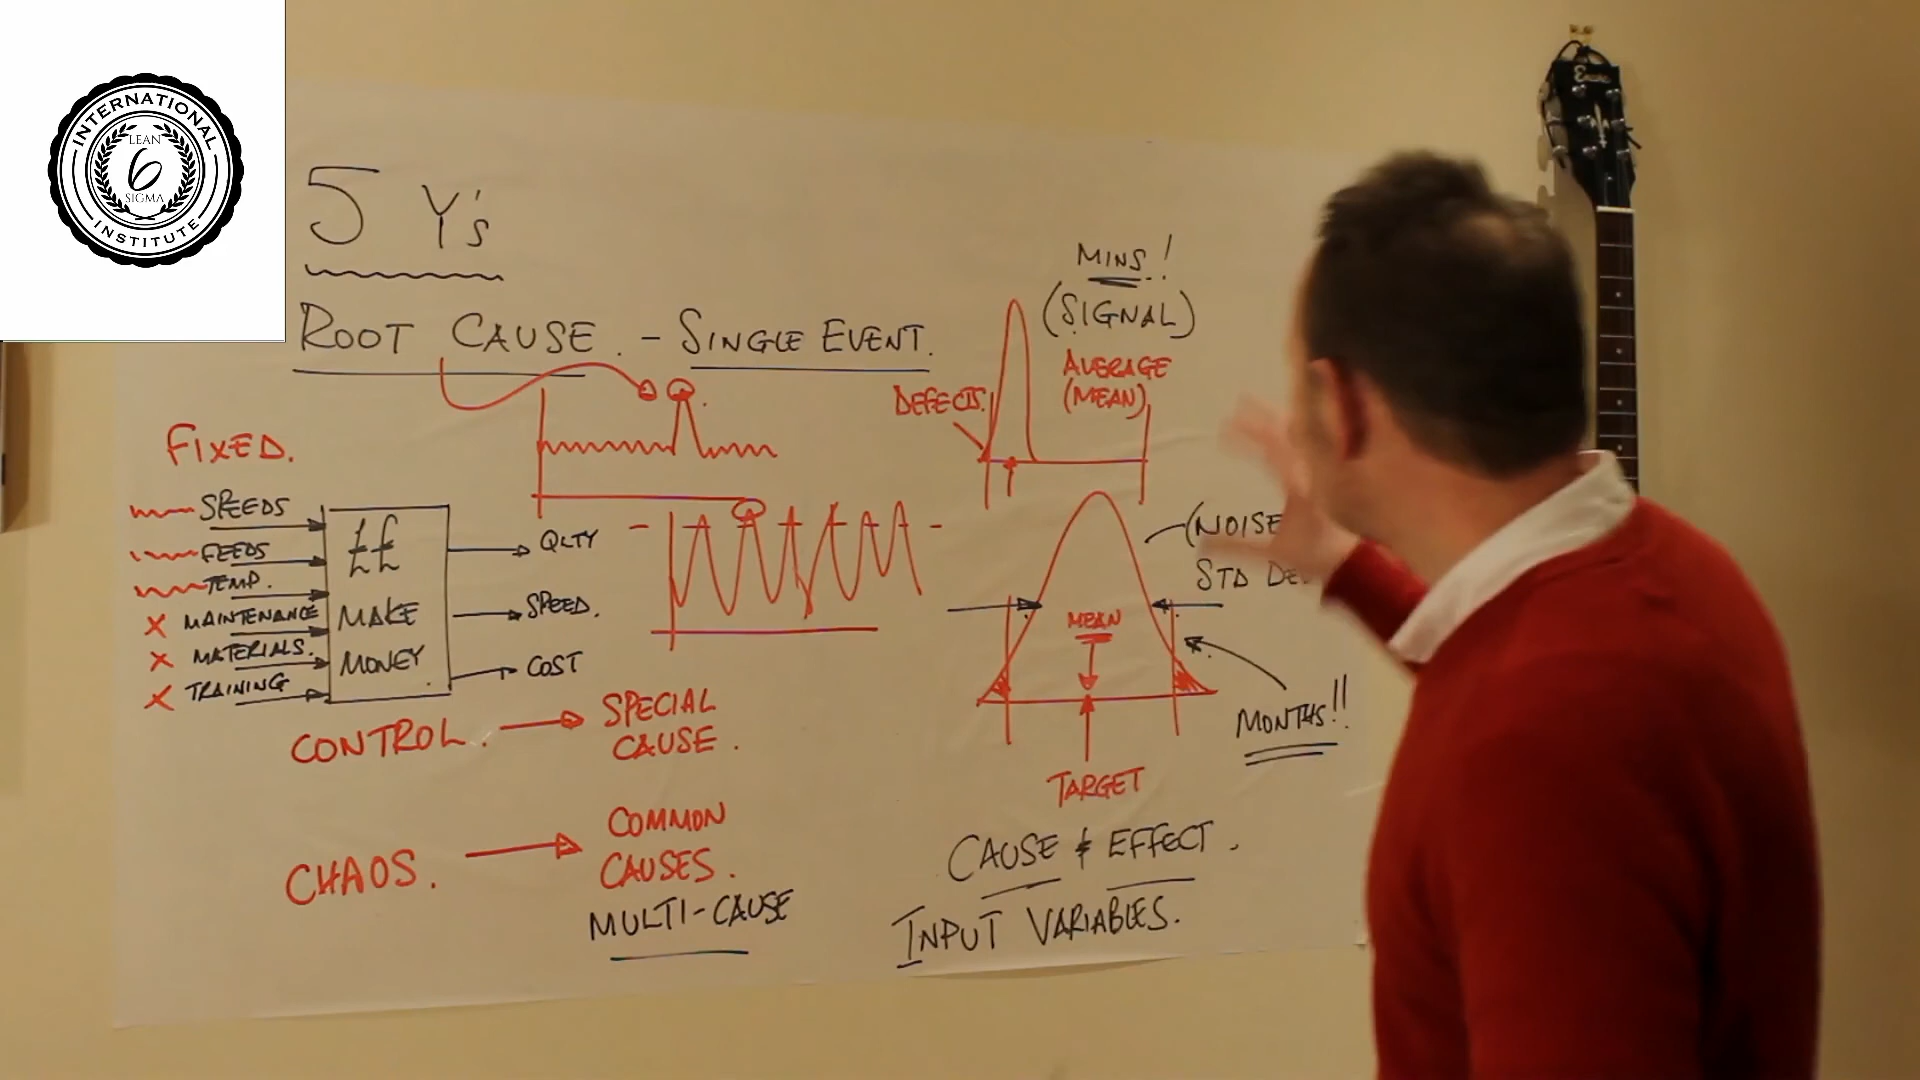 INTERNATIONAL
LEAN
6
SIGMA
INSTITUTE
5 Y's
ROOT CAUSE. - SINGLE EVENT.
MINS!
(SIGNAL)
AVERAGE
(MEAN)
DEFECTS.
FIXED.
SPEEDS
FEEDS
TEMP.
MAINTENANCE
MATERIALS.
TRAINING
££
MAKE
MONEY
QLTY
SPEED.
COST
(NOISE
STD DE
MEAN
MONTHS!!
TARGET
CONTROL. → SPECIAL
CAUSE.
CHAOS. → COMMON
CAUSES.
MULTI-CAUSE
CAUSE & EFFECT.
INPUT VARIABLES.